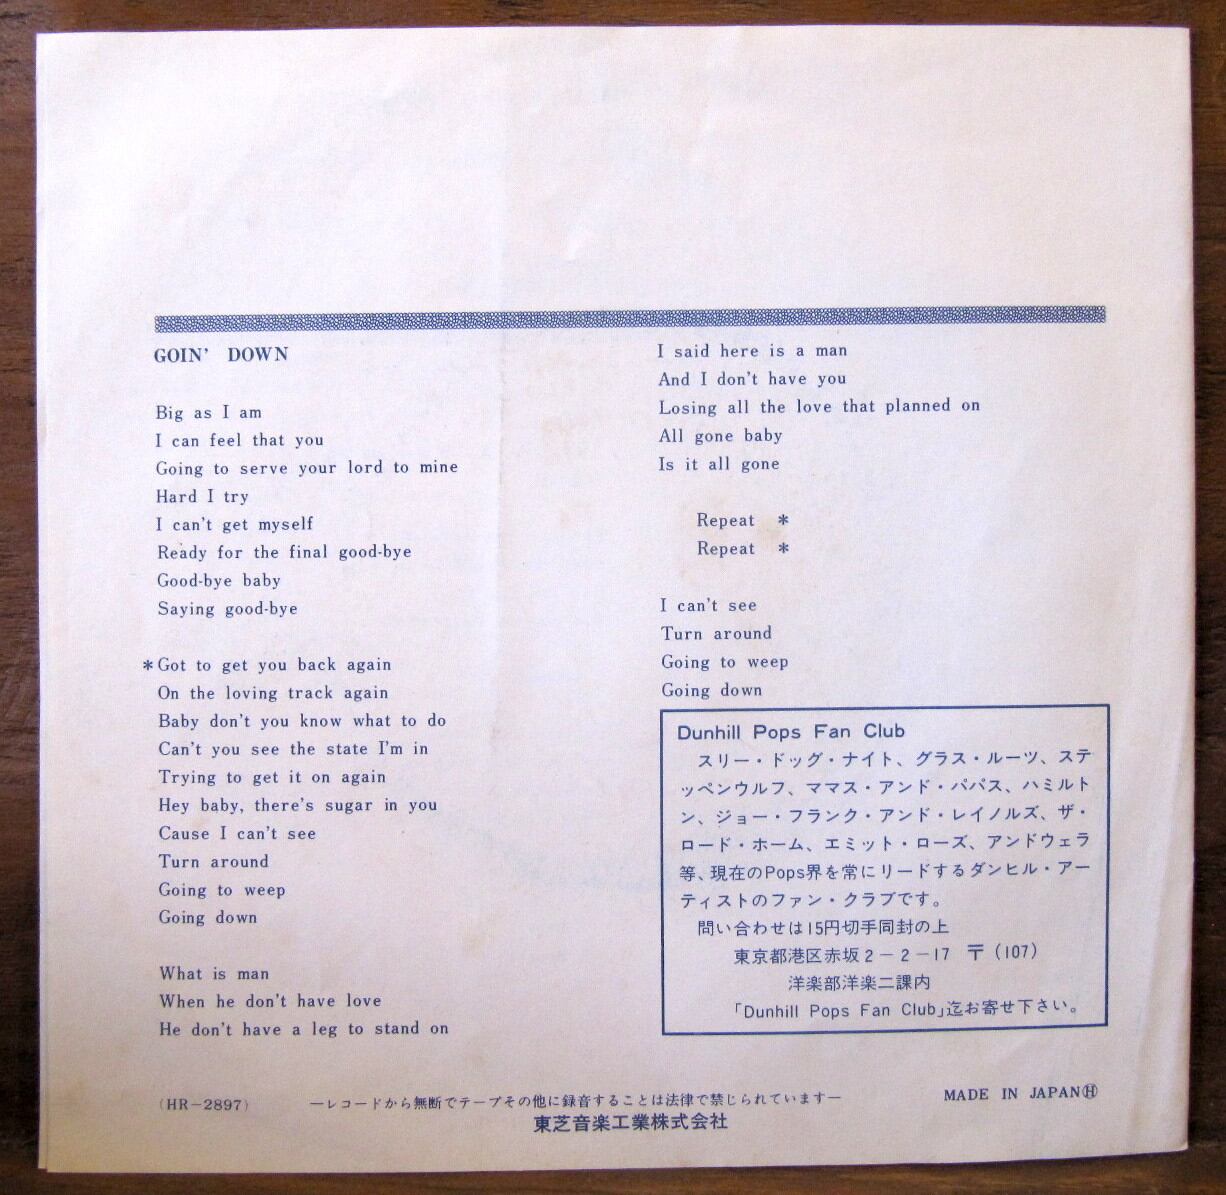 GOIN' DOWN
Big as I am
I can feel that you
Going to serve your lord to mine
Hard I try
I can't get myself
Ready for the final good-bye
Good-bye baby
Saying good-bye
*Got to get you back again
On the loving track again
Baby don't you know what to do
Can't you see the state I'm in
Trying to get it on again
Hey baby, there's sugar in you
Cause I can't see
Turn around
Going to weep
Going down
What is man
When he don't have love
He don't have a leg to stand on
I said here is a man
And I don't have you
Losing all the love that planned on
All gone baby
Is it all gone
Repeat *
Repeat *
I can't see
Turn around
Going to weep
Going down
Dunhill Pops Fan Club
スリー・ドッグ・ナイト、グラス・ルーツ、ステ
ッペンウルフ、ママス・アンド・パパス、ハミルト
ン、ジョー・フランク・アンド・レイノルズ、ザ・
ロード・ホーム、エミット・ローズ、アンドウェラ
等、現在のPops界を常にリードするダンヒル・アー
ティストのファン・クラブです。
問い合わせは15円切手同封の上
東京都港区赤坂2−2−17 〒(107)
洋楽部洋楽二課内
「Dunhill Pops Fan Club」迄お寄せ下さい。
(HR−2897)
―レコードから無断でテープその他に録音することは法律で禁じられています―
MADE IN JAPANⒽ
東芝音楽工業株式会社